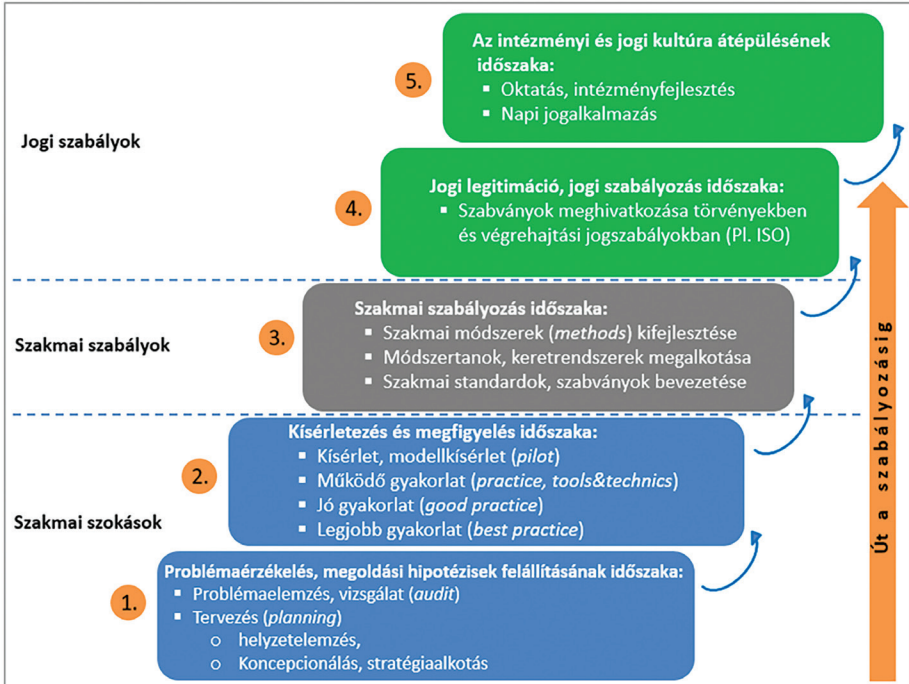 Az intézményi és jogi kultúra átépülésének
időszaka:
5.
▪ Oktatás, intézményfejlesztés
▪ Napi jogalkalmazás
Jogi szabályok
4.
Jogi legitimáció, jogi szabályozás időszaka:
▪ Szabványok meghivatkozása törvényekben
és végrehajtási jogszabályokban (Pl. ISO)
Szakmai szabályok
3.
Szakmai szabályozás időszaka:
▪ Szakmai módszerek (methods) kifejlesztése
▪ Módszertanok, keretrendszerek megalkotása
▪ Szakmai standardok, szabványok bevezetése
Kísérletezés és megfigyelés időszaka:
2.
▪ Kísérlet, modellkísérlet (pilot)
▪ Működő gyakorlat (practice, tools&technics)
▪ Jó gyakorlat (good practice)
▪ Legjobb gyakorlat (best practice)
Szakmai szokások
Problémaérzékelés, megoldási hipotézisek felállításának időszaka:
1.
▪ Problémaelemzés, vizsgálat (audit)
▪ Tervezés (planning)
o helyzetelemzés,
o Koncepcionálás, stratégiaalkotás
Út a szabályozásig